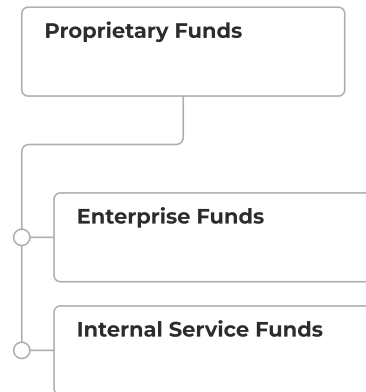 Proprietary Funds
Enterprise Funds
Internal Service Funds